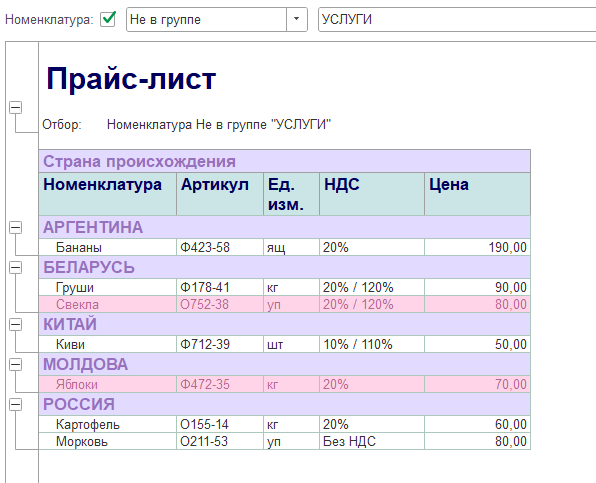 Номенклатура: Не в группе УСЛУГИ
Прайс-лист
Отбор: Номенклатура Не в группе "УСЛУГИ"
Страна происхождения
Номенклатура Артикул Ед. изм. НДС Цена
АРГЕНТИНА
Бананы Ф423-58 ящ 20% 190,00
БЕЛАРУСЬ
Груши Ф178-41 кг 20% / 120% 90,00
Свекла О752-38 уп 20% / 120% 80,00
КИТАЙ
Киви Ф712-39 шт 10% / 110% 50,00
МОЛДОВА
Яблоки Ф472-35 кг 20% 70,00
РОССИЯ
Картофель О155-14 кг 20% 60,00
Морковь О211-53 уп Без НДС 80,00